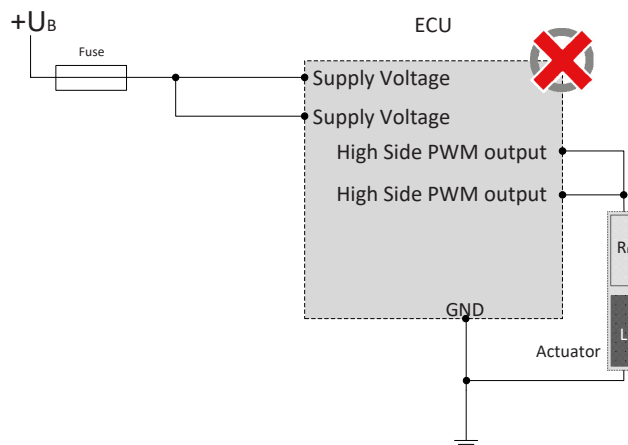 +UB
ECU
Fuse
Supply Voltage
Supply Voltage
High Side PWM output
High Side PWM output
R
GND
L
Actuator